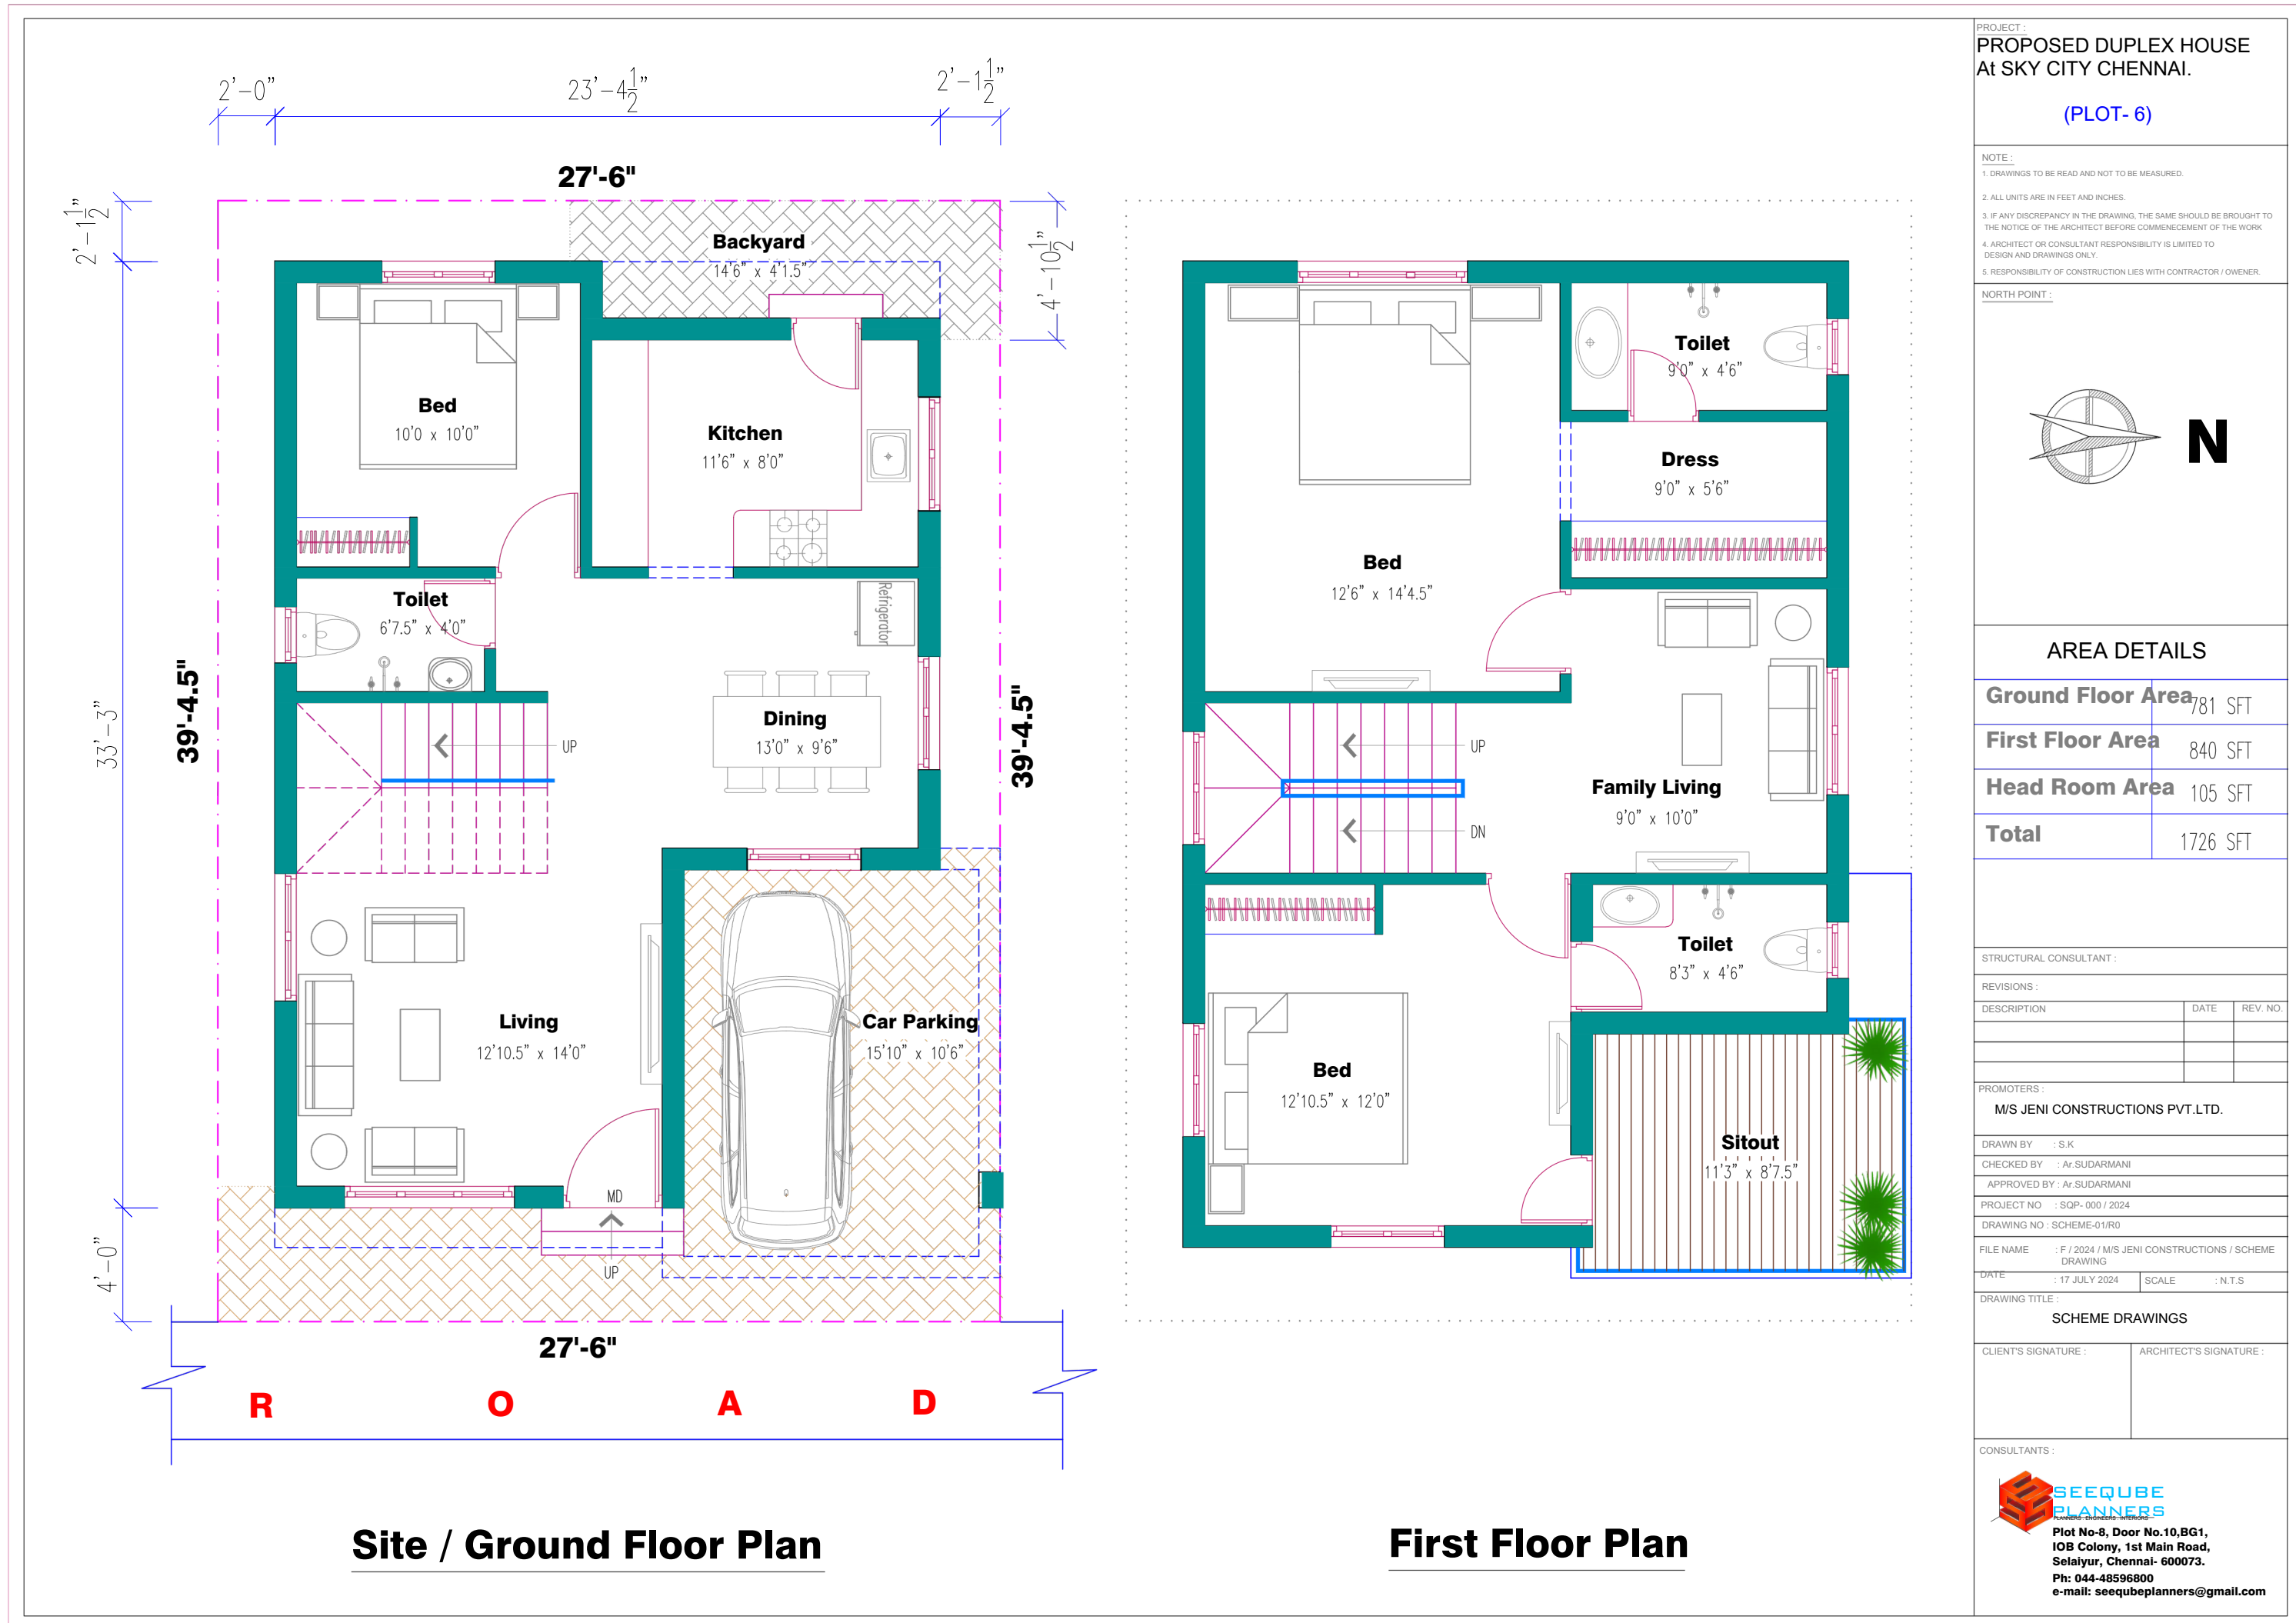 2'-0"
23'-4 1/2"
2'-1 1/2"
27'-6"
2'-1 1/2"
4'-10 1/2"
33'-3"
4'-0"
39'-4.5"
39'-4.5"
Backyard
14'6" x 4'1.5"
Bed
10'0 x 10'0"
Kitchen
11'6" x 8'0"
Toilet
6'7.5" x 4'0"
Refrigerator
Dining
13'0" x 9'6"
UP
Living
12'10.5" x 14'0"
Car Parking
15'10" x 10'6"
MD
UP
27'-6"
R O A D
Site / Ground Floor Plan
Toilet
9'0" x 4'6"
Dress
9'0" x 5'6"
Bed
12'6" x 14'4.5"
UP
DN
Family Living
9'0" x 10'0"
Toilet
8'3" x 4'6"
Bed
12'10.5" x 12'0"
Sitout
11'3" x 8'7.5"
First Floor Plan
PROJECT :
PROPOSED DUPLEX HOUSE
At SKY CITY CHENNAI.
(PLOT- 6)
NOTE :
1. DRAWINGS TO BE READ AND NOT TO BE MEASURED.
2. ALL UNITS ARE IN FEET AND INCHES.
3. IF ANY DISCREPANCY IN THE DRAWING, THE SAME SHOULD BE BROUGHT TO
THE NOTICE OF THE ARCHITECT BEFORE COMMENECEMENT OF THE WORK
4. ARCHITECT OR CONSULTANT RESPONSIBILITY IS LIMITED TO
DESIGN AND DRAWINGS ONLY.
5. RESPONSIBILITY OF CONSTRUCTION LIES WITH CONTRACTOR / OWENER.
NORTH POINT :
N
AREA DETAILS
Ground Floor Area 781 SFT
First Floor Area 840 SFT
Head Room Area 105 SFT
Total 1726 SFT
STRUCTURAL CONSULTANT :
REVISIONS :
DESCRIPTION DATE REV. NO.
PROMOTERS :
M/S JENI CONSTRUCTIONS PVT.LTD.
DRAWN BY : S.K
CHECKED BY : Ar.SUDARMANI
APPROVED BY : Ar.SUDARMANI
PROJECT NO : SQP- 000 / 2024
DRAWING NO : SCHEME-01/R0
FILE NAME : F / 2024 / M/S JENI CONSTRUCTIONS / SCHEME
DRAWING
DATE : 17 JULY 2024 SCALE : N.T.S
DRAWING TITLE :
SCHEME DRAWINGS
CLIENT'S SIGNATURE : ARCHITECT'S SIGNATURE :
CONSULTANTS :
SEEQUBE
PLANNERS
PLANNERS : ENGINEERS : INTERIORS
Plot No-8, Door No.10,BG1,
IOB Colony, 1st Main Road,
Selaiyur, Chennai- 600073.
Ph: 044-48596800
e-mail: seequbeplanners@gmail.com